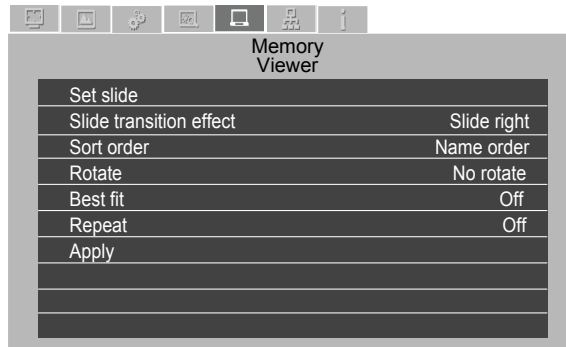 Memory
Viewer
Set slide
Slide transition effect Slide right
Sort order Name order
Rotate No rotate
Best fit Off
Repeat Off
Apply